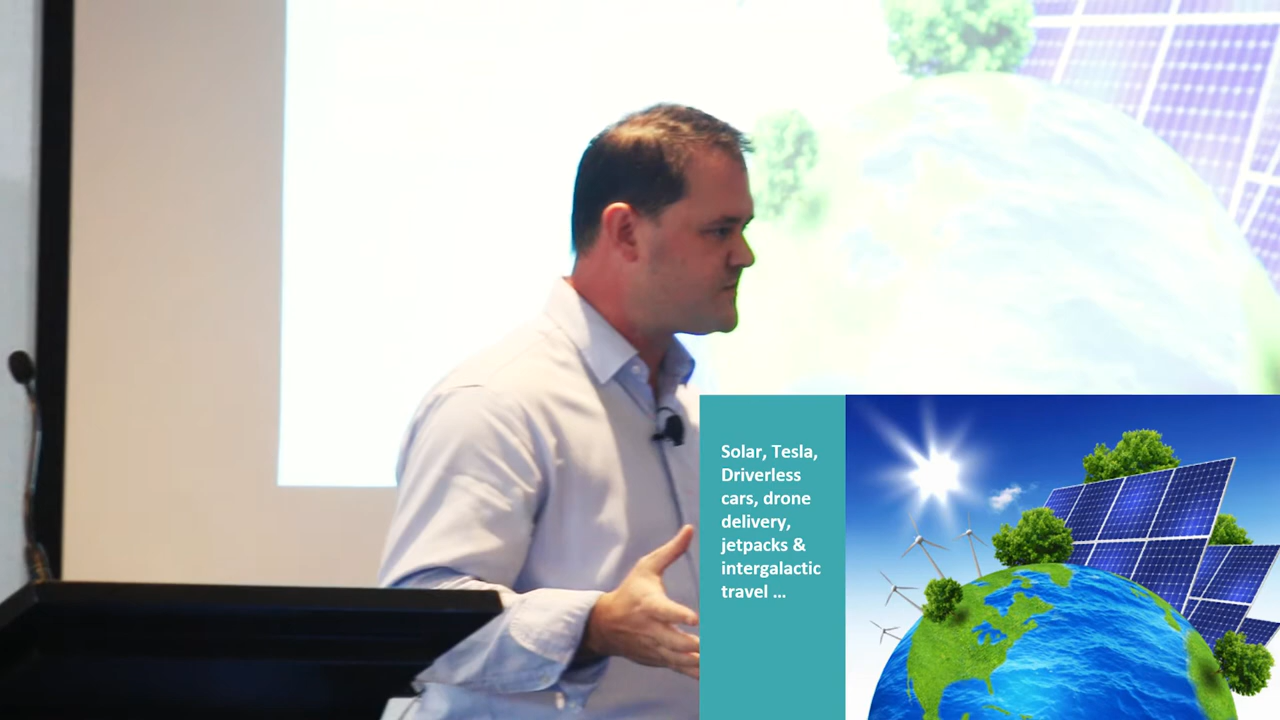 Solar, Tesla,
Driverless
cars, drone
delivery,
jetpacks &
intergalactic
travel ...